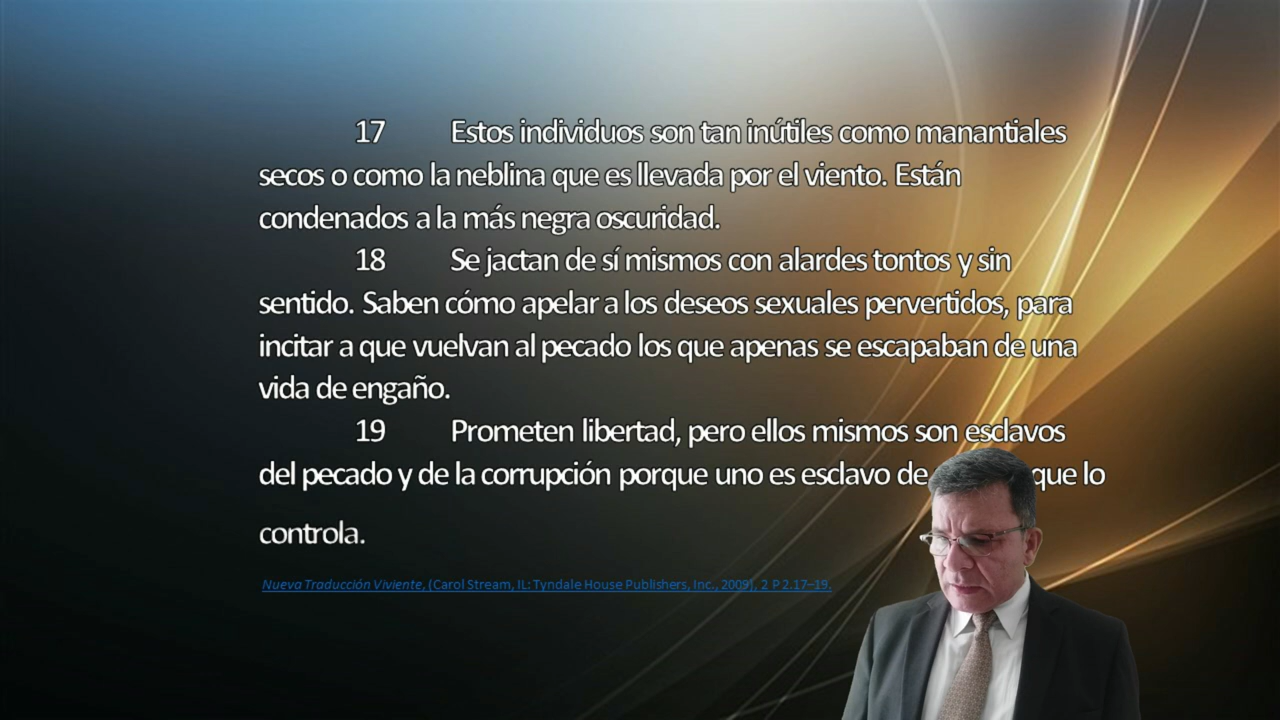 17 Estos individuos son tan inútiles como manantiales
secos o como la neblina que es llevada por el viento. Están
condenados a la más negra oscuridad.
18 Se jactan de sí mismos con alardes tontos y sin
sentido. Saben cómo apelar a los deseos sexuales pervertidos, para
incitar a que vuelvan al pecado los que apenas se escapaban de una
vida de engaño.
19 Prometen libertad, pero ellos mismos son esclavos
del pecado y de la corrupción porque uno es esclavo de que lo
controla.
Nueva Traducción Viviente, (Carol Stream, IL: Tyndale House Publishers, Inc., 2009), 2 P 2.17–19.